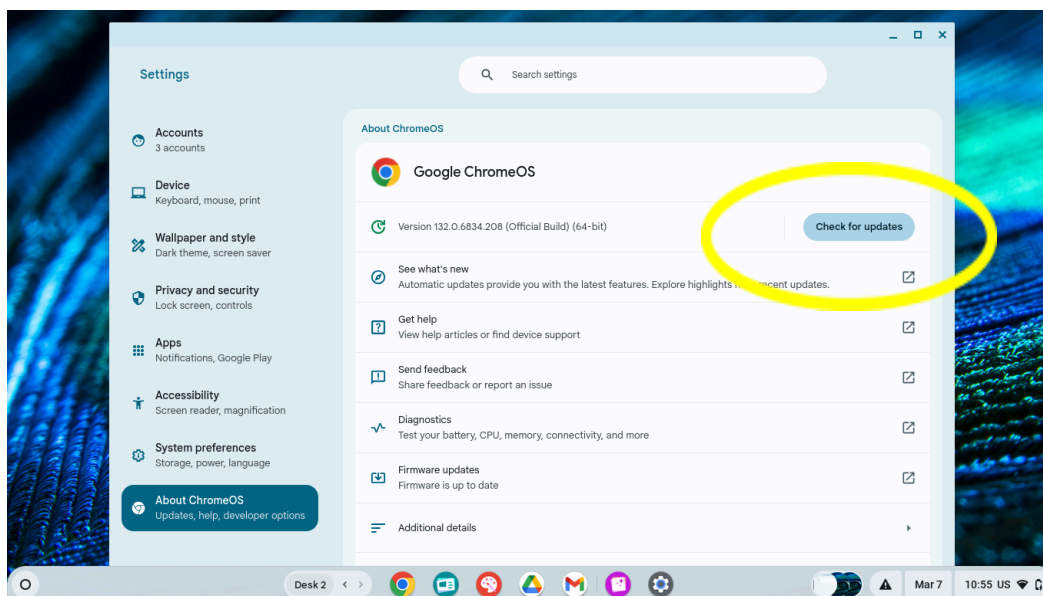 Settings
Search settings
Accounts
3 accounts
Device
Keyboard, mouse, print
Wallpaper and style
Dark theme, screen saver
Privacy and security
Lock screen, controls
Apps
Notifications, Google Play
Accessibility
Screen reader, magnification
System preferences
Storage, power, language
About ChromeOS
Updates, help, developer options
About ChromeOS
Google ChromeOS
Version 132.0.6834.208 (Official Build) (64-bit)
Check for updates
See what's new
Automatic updates provide you with the latest features. Explore highlights recent updates.
Get help
View help articles or find device support
Send feedback
Share feedback or report an issue
Diagnostics
Test your battery, CPU, memory, connectivity, and more
Firmware updates
Firmware is up to date
Additional details
Desk 2
Mar 7
10:55 US